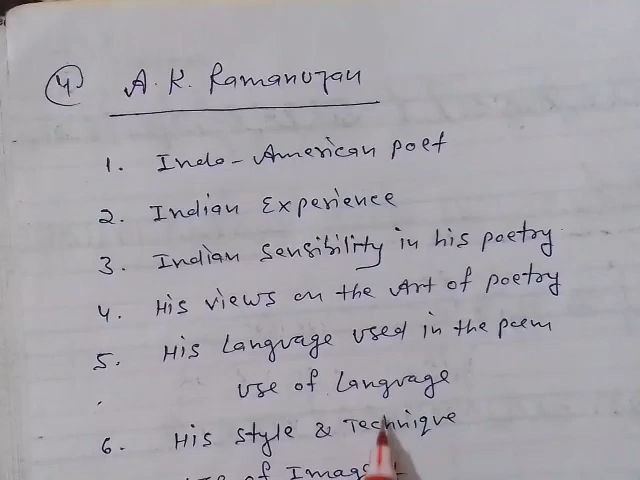 4 A. K. Ramanujan
1. Indo-American poet
2. Indian Experience
3. Indian Sensibility in his poetry
4. His views on the Art of poetry
5. His Language used in the poem
use of Language
6. His style & Technique
of